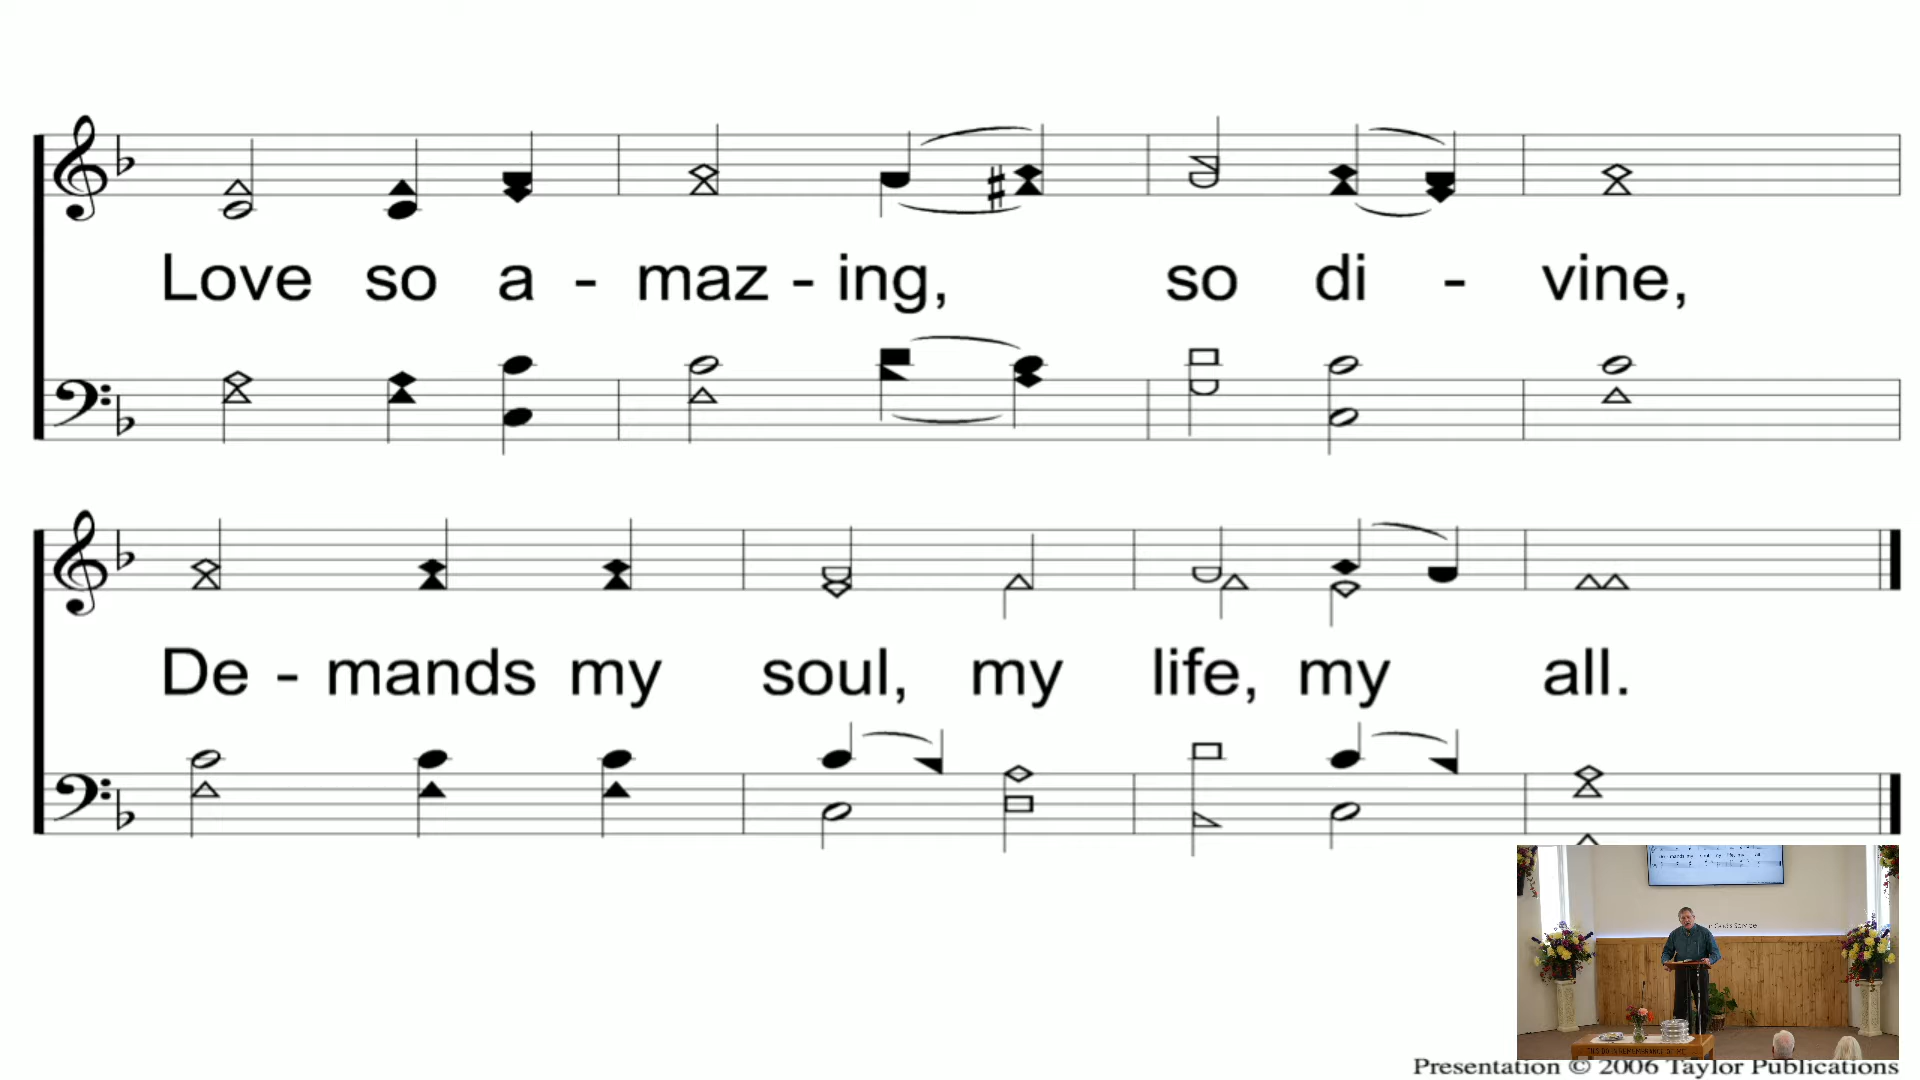 Love so a - maz - ing, so di - vine,
De - mands my soul, my life, my all.
Presentation © 2006 Taylor Publications